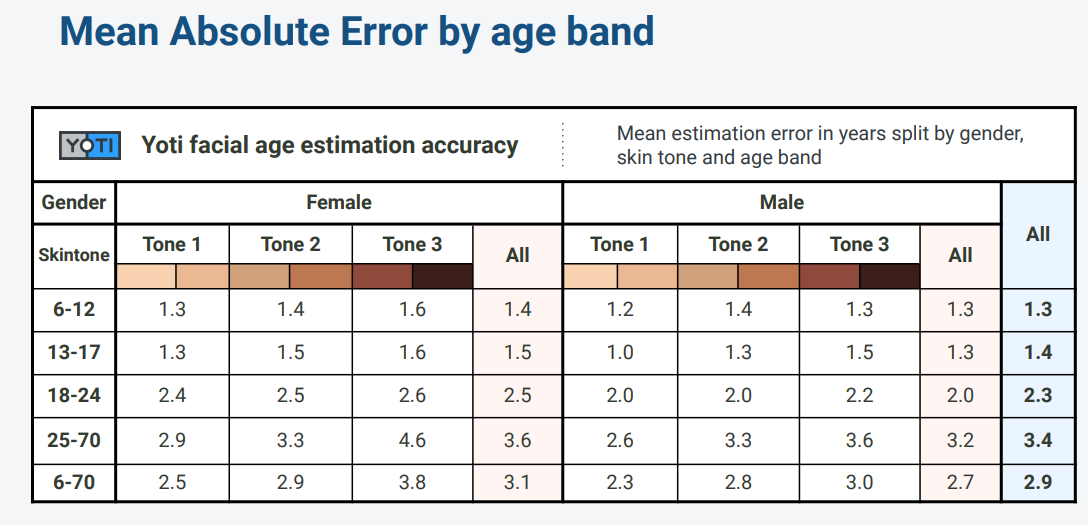 Mean Absolute Error by age band
YOTI Yoti facial age estimation accuracy
Mean estimation error in years split by gender,
skin tone and age band
Gender Female Male All
Skintone Tone 1 Tone 2 Tone 3 All Tone 1 Tone 2 Tone 3 All
6-12 1.3 1.4 1.6 1.4 1.2 1.4 1.3 1.3 1.3
13-17 1.3 1.5 1.6 1.5 1.0 1.3 1.5 1.3 1.4
18-24 2.4 2.5 2.6 2.5 2.0 2.0 2.2 2.0 2.3
25-70 2.9 3.3 4.6 3.6 2.6 3.3 3.6 3.2 3.4
6-70 2.5 2.9 3.8 3.1 2.3 2.8 3.0 2.7 2.9